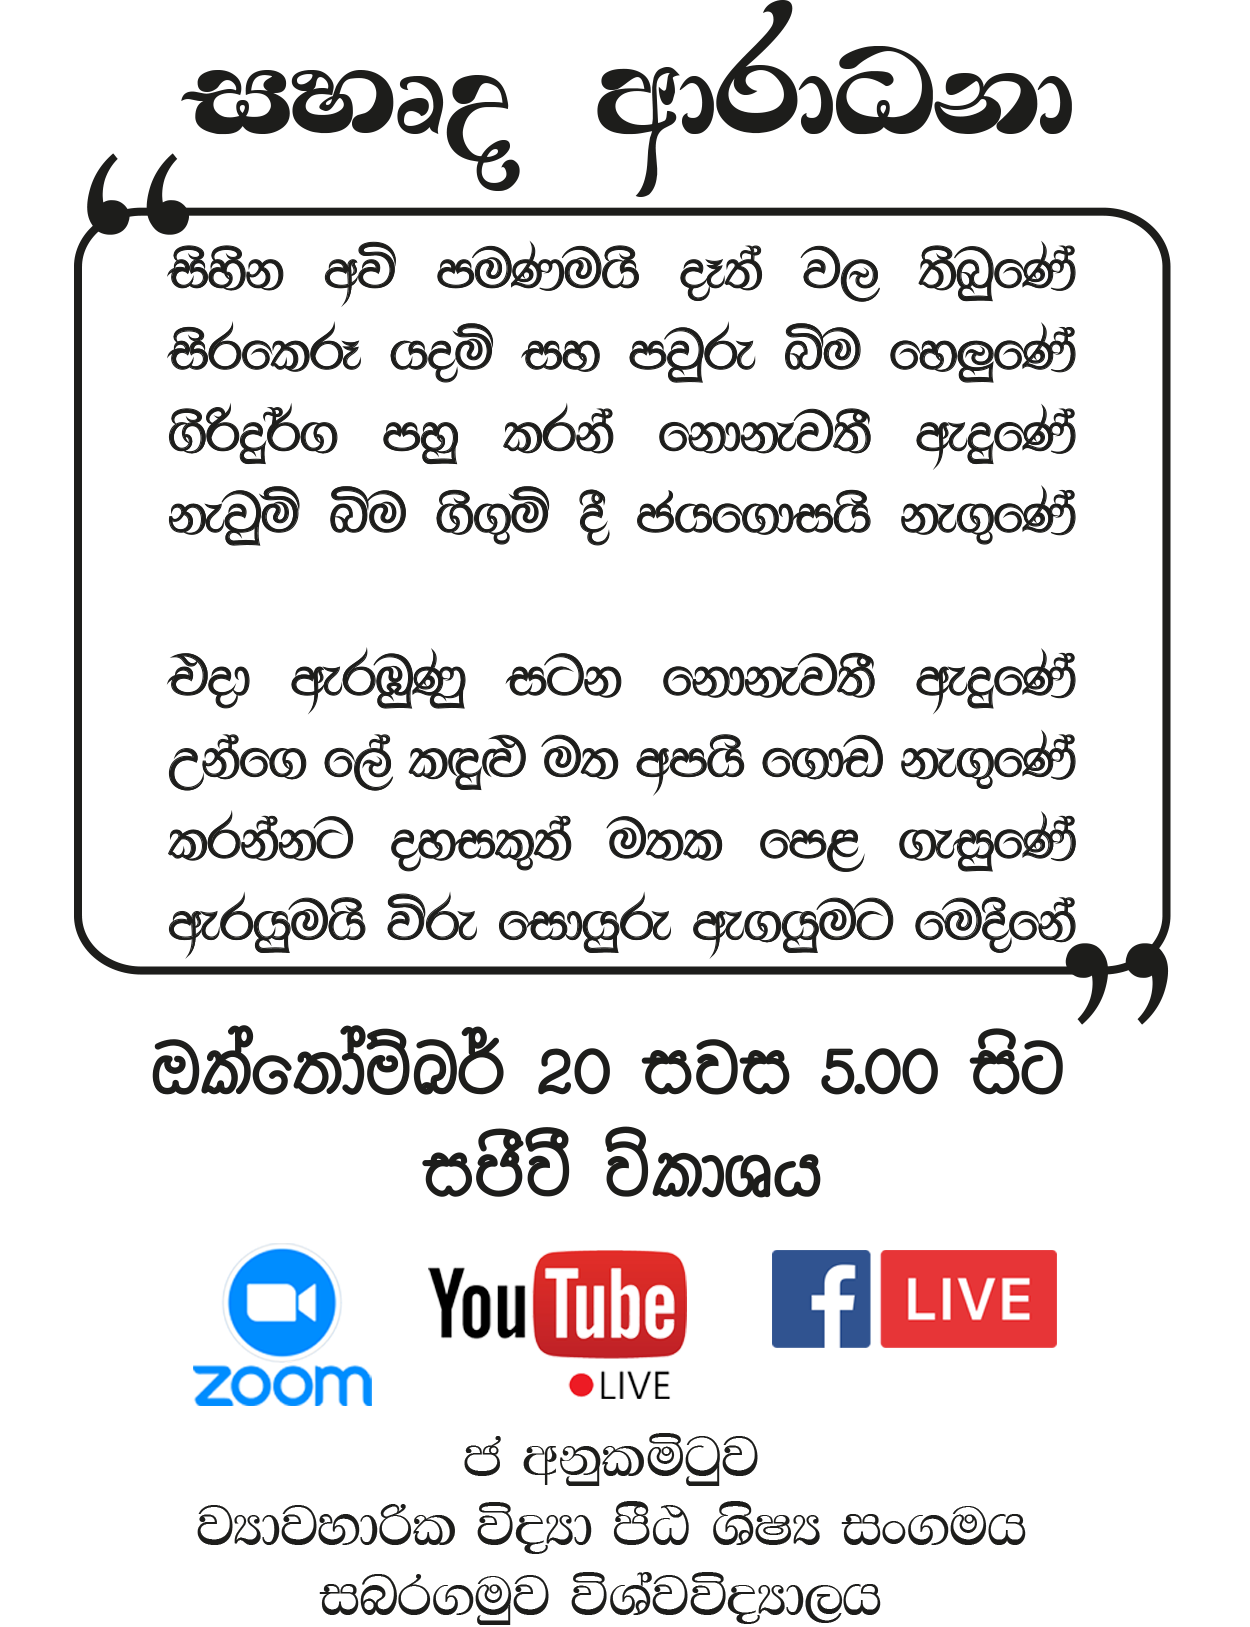 සහෘද ආරාධනා
සිහින අවි පමණමයි දෑත් වල තිබුණේ
සිරකෙරූ යදම් සහ පවුරු බිම හෙලුණේ
ගිරිදුර්ග පහු කරන් නොනැවතී ඇදුණේ
නැවුම් බිම ගිගුම් දී ජයගොසයි නැගුණේ
එදා ඇරඹුණු සටන නොනැවතී ඇදුණේ
උන්ගෙ ලේ කඳුළු මත අපයි ගොඩ නැගුණේ
කරන්නට දහසකුත් මතක පෙළ ගැසුණේ
ඇරයුමයි විරු සොයුරු ඇගයුමට මෙදිනේ
ඔක්තෝම්බර් 20 සවස 5.00 සිට
සජීවී විකාශය
zoom
YouTube
LIVE
f LIVE
ජ අනුකමිටුව
ව්‍යාවහාරික විද්‍යා පීඨ ශිෂ්‍ය සංගමය
සබරගමුව විශ්වවිද්‍යාලය